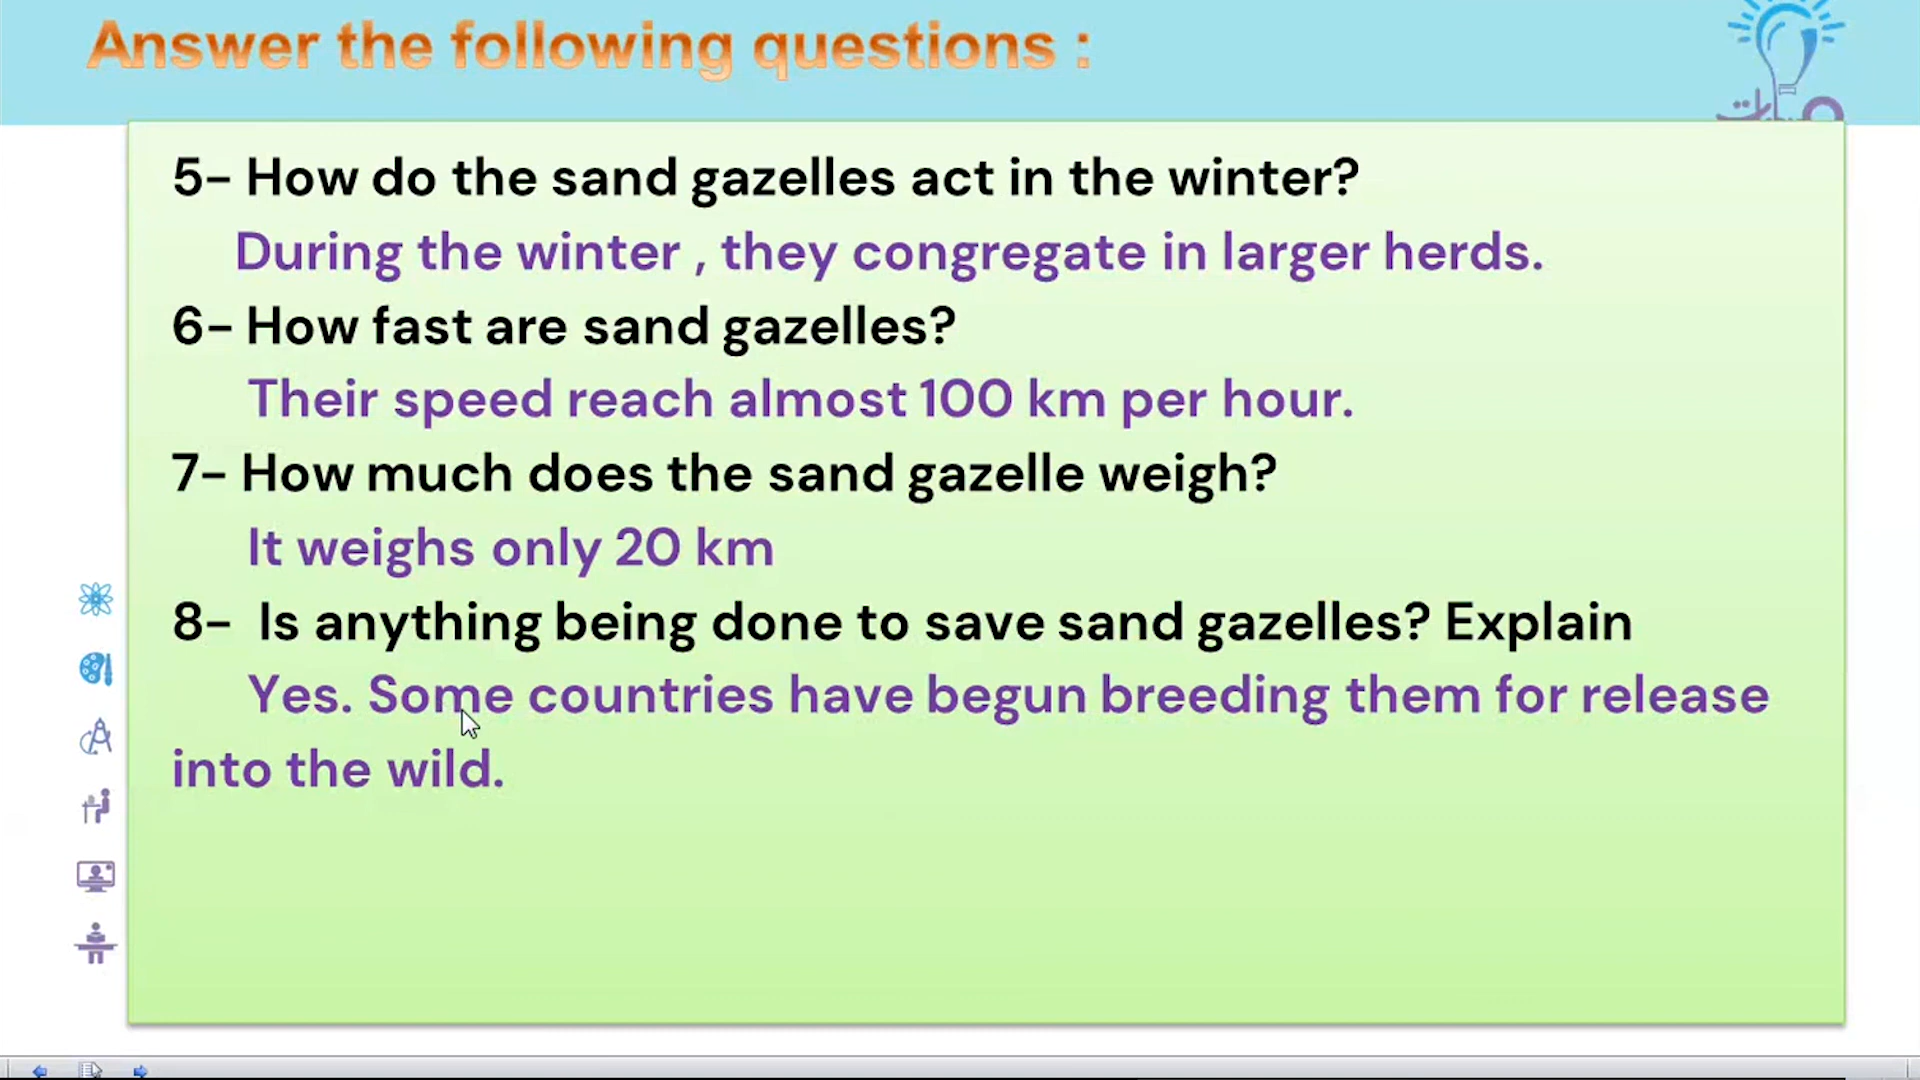 Answer the following questions :
5- How do the sand gazelles act in the winter?
During the winter , they congregate in larger herds.
6- How fast are sand gazelles?
Their speed reach almost 100 km per hour.
7- How much does the sand gazelle weigh?
It weighs only 20 km
8- Is anything being done to save sand gazelles? Explain
Yes. Some countries have begun breeding them for release
into the wild.